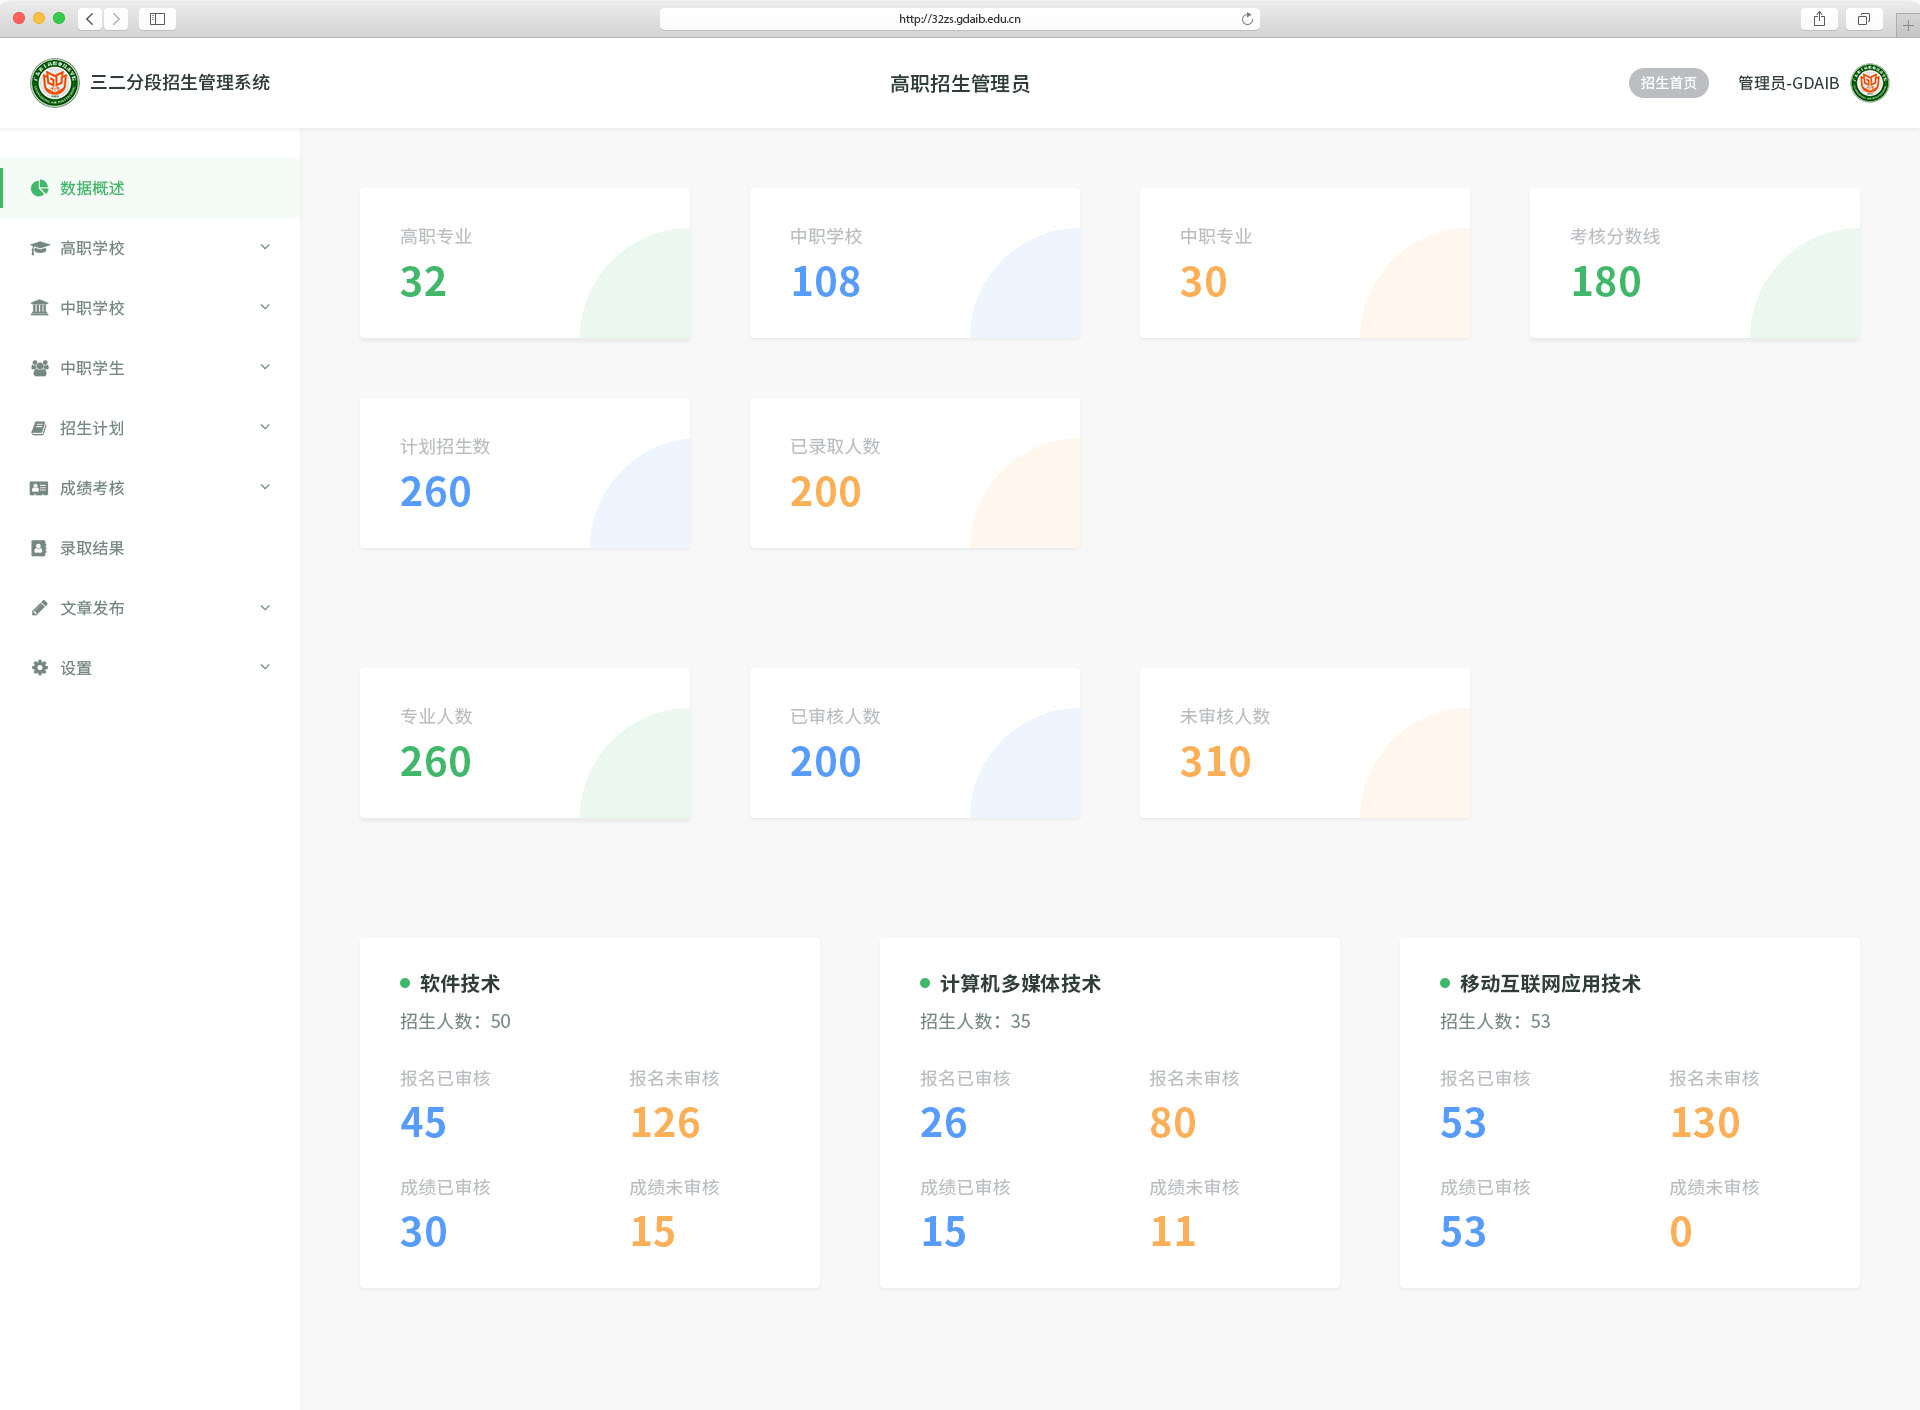 http://32zs.gdaib.edu.cn
三二分段招生管理系统
高职招生管理员
招生首页
管理员-GDAIB
数据概述
高职学校
中职学校
中职学生
招生计划
成绩考核
录取结果
文章发布
设置
高职专业
32
中职学校
108
中职专业
30
考核分数线
180
计划招生数
260
已录取人数
200
专业人数
260
已审核人数
200
未审核人数
310
软件技术
招生人数：50
报名已审核
45
报名未审核
126
成绩已审核
30
成绩未审核
15
计算机多媒体技术
招生人数：35
报名已审核
26
报名未审核
80
成绩已审核
15
成绩未审核
11
移动互联网应用技术
招生人数：53
报名已审核
53
报名未审核
130
成绩已审核
53
成绩未审核
0